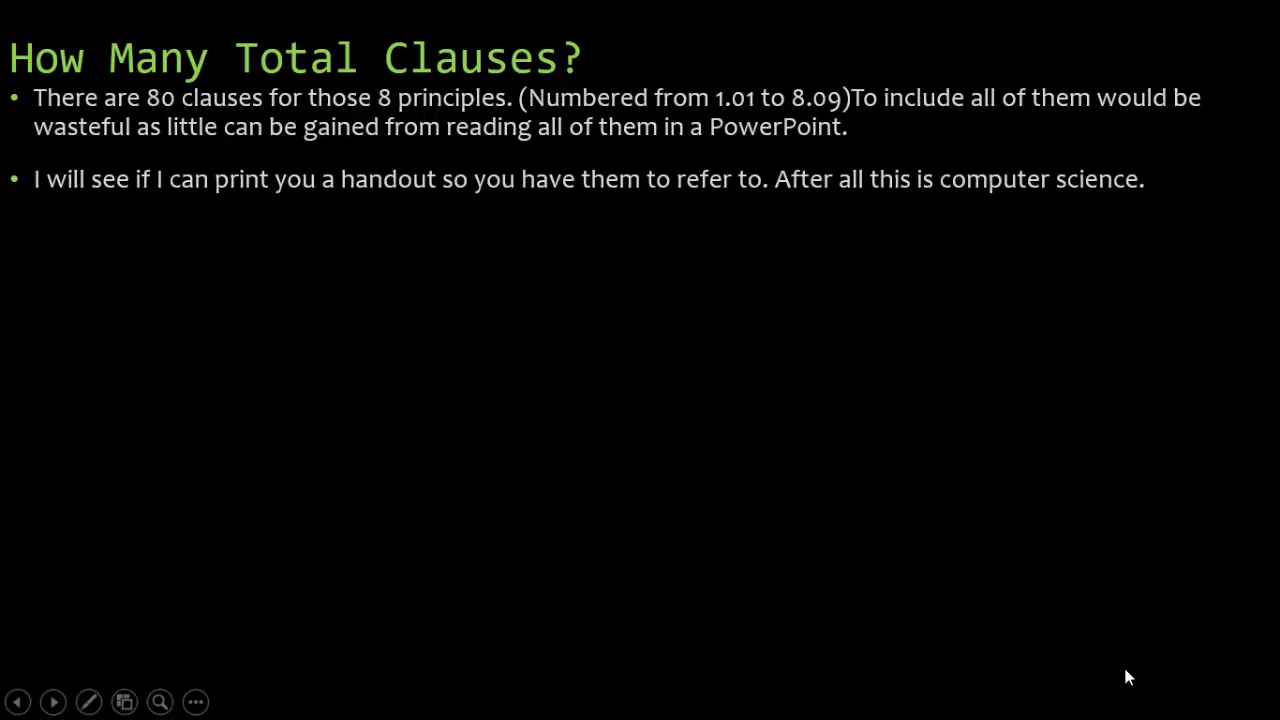 How Many Total Clauses?
• There are 80 clauses for those 8 principles. (Numbered from 1.01 to 8.09)To include all of them would be
wasteful as little can be gained from reading all of them in a PowerPoint.
• I will see if I can print you a handout so you have them to refer to. After all this is computer science.